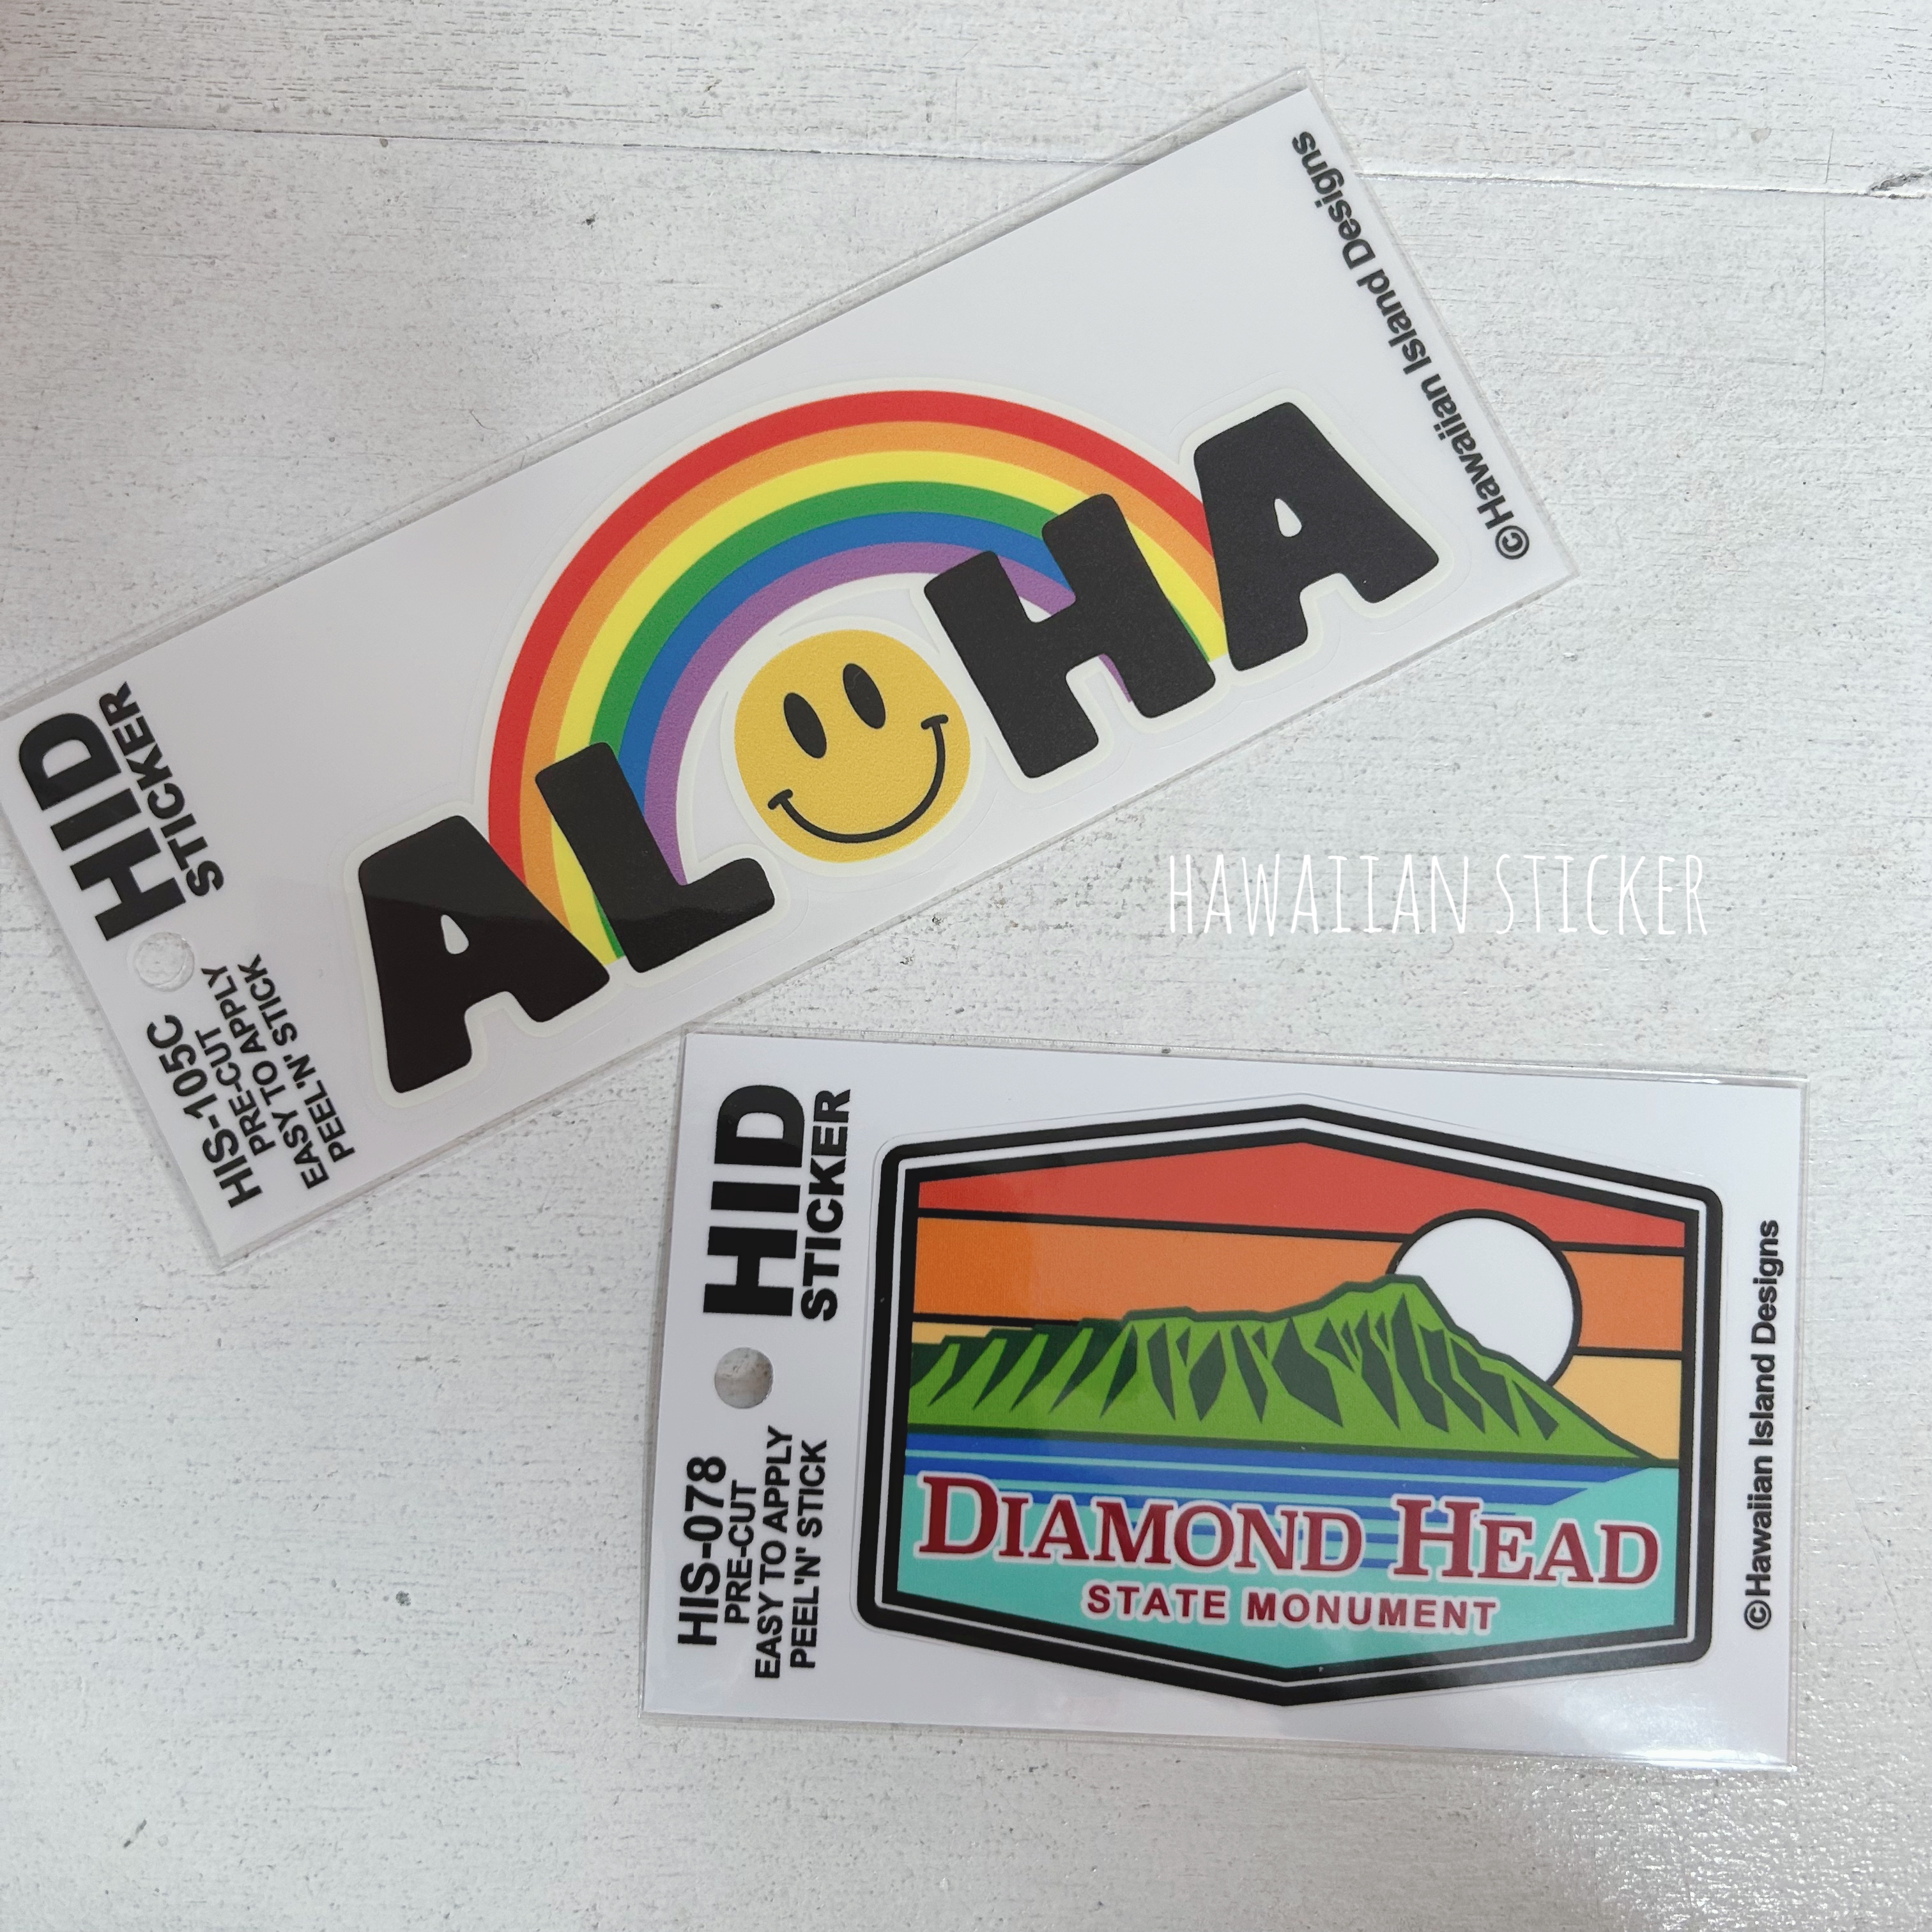 HID
STICKER
HIS-105C
PRE-CUT
EASY TO APPLY
PEEL'N' STICK
ALOHA
©Hawaiian Island Designs
HAWAIIAN STICKER
HID
STICKER
HIS-078
PRE-CUT
EASY TO APPLY
PEEL'N' STICK
DIAMOND HEAD
STATE MONUMENT
©Hawaiian Island Designs